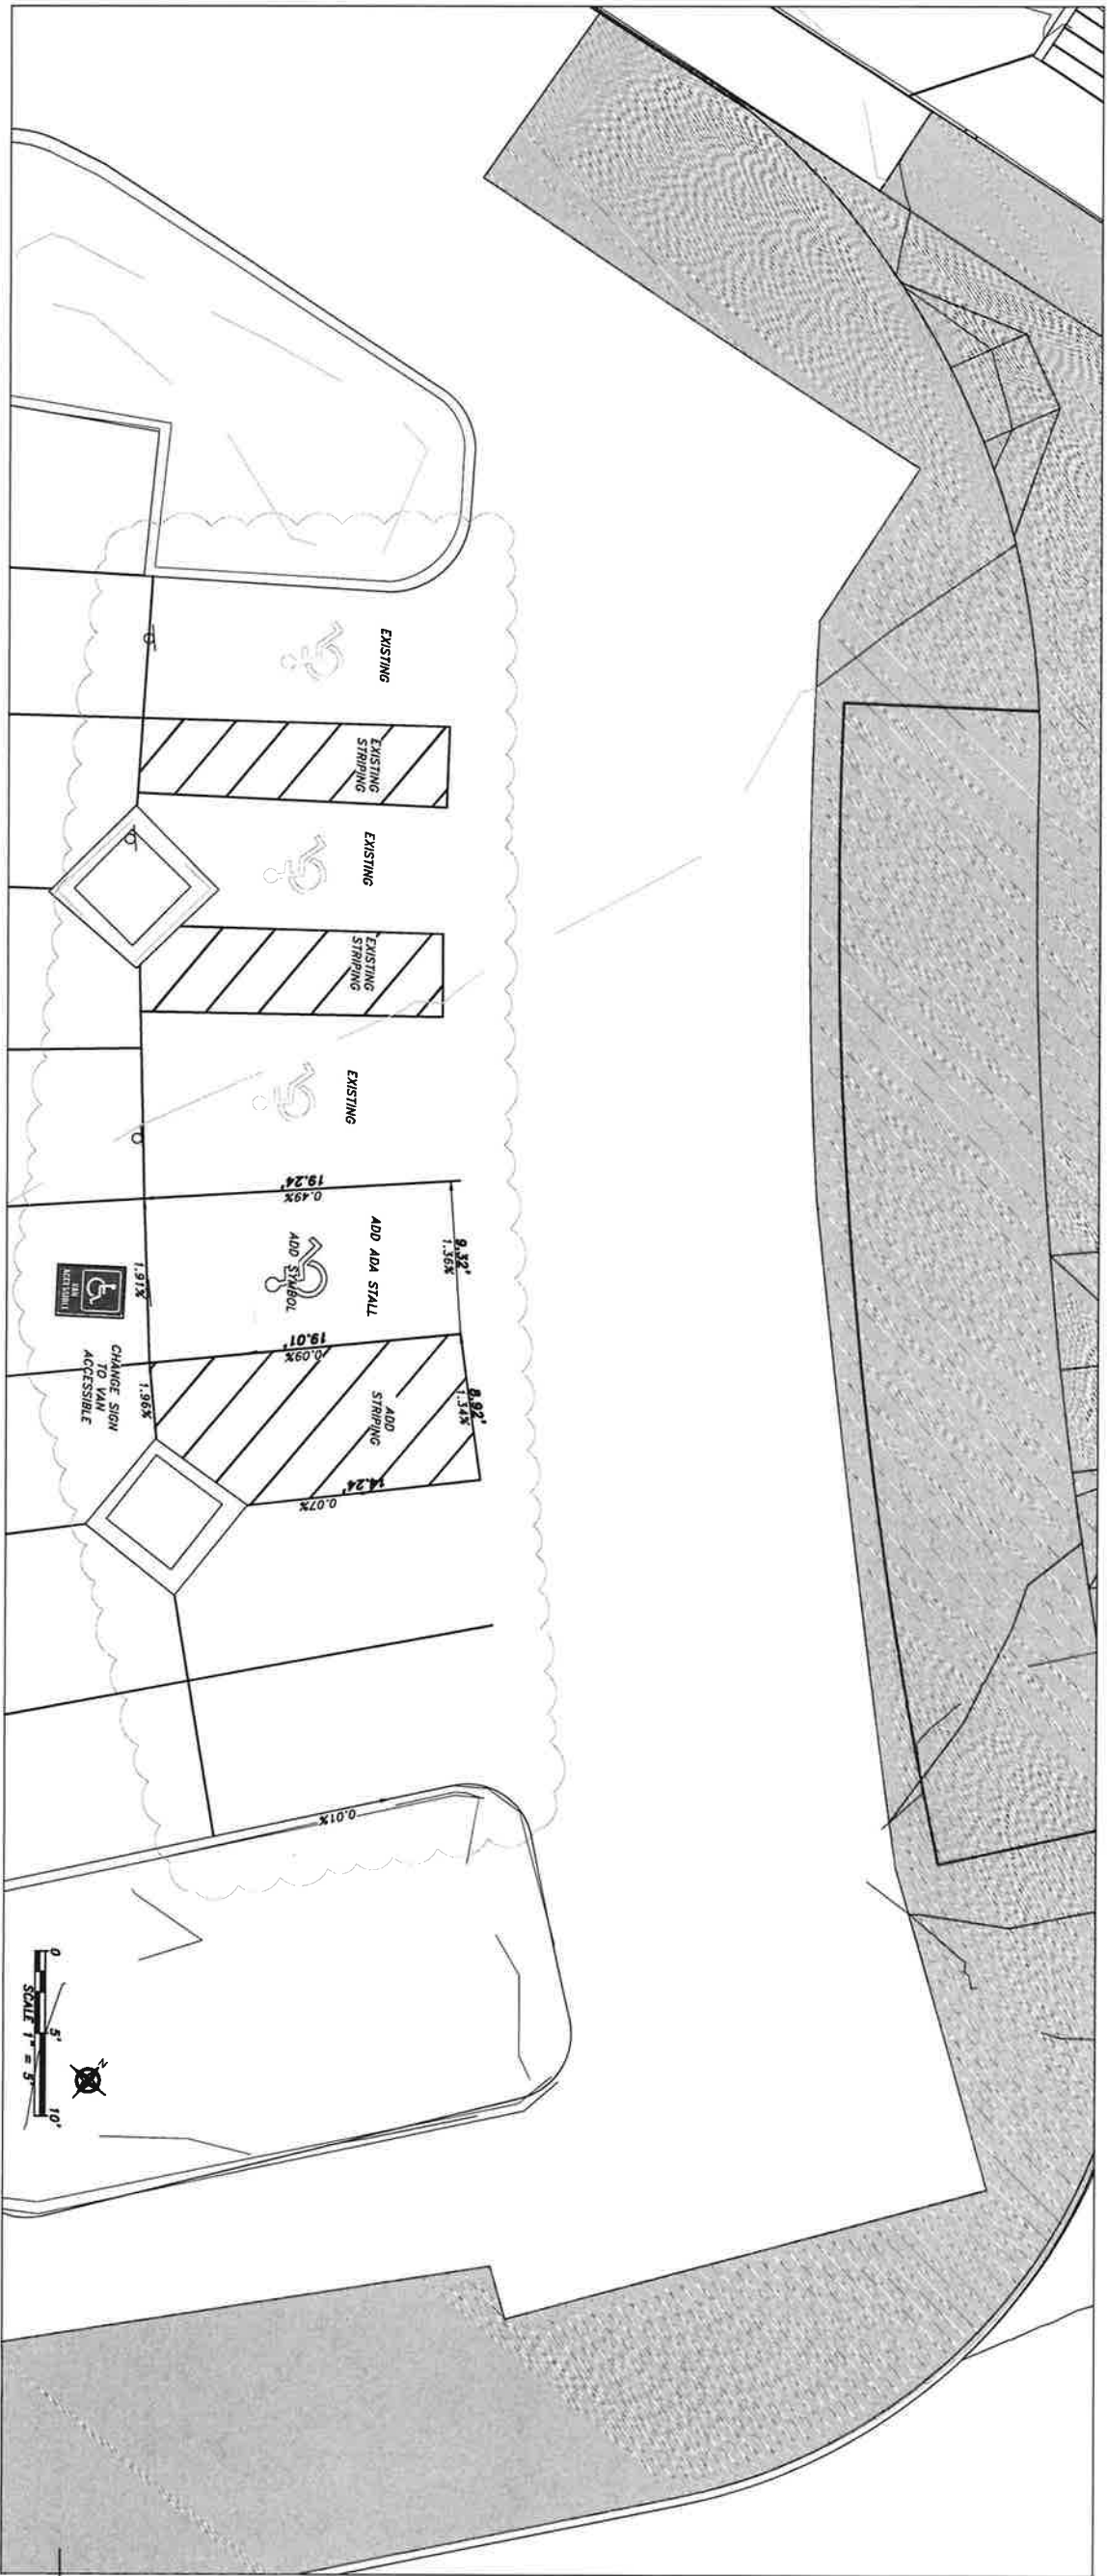 EXISTING
EXISTING
STRIPING
EXISTING
EXISTING
STRIPING
EXISTING
19.24'
0.49%
ADD ADA STALL
ADD SYMBOL
9.32'
1.36%
1.91%
VAN
ACCESSIBLE
CHANGE SIGN
TO VAN
ACCESSIBLE
19.01'
0.09%
1.96%
ADD
STRIPING
8.92'
1.34%
14.24'
0.07%
0.01%
0 5' 10'
SCALE 1" = 5'
N